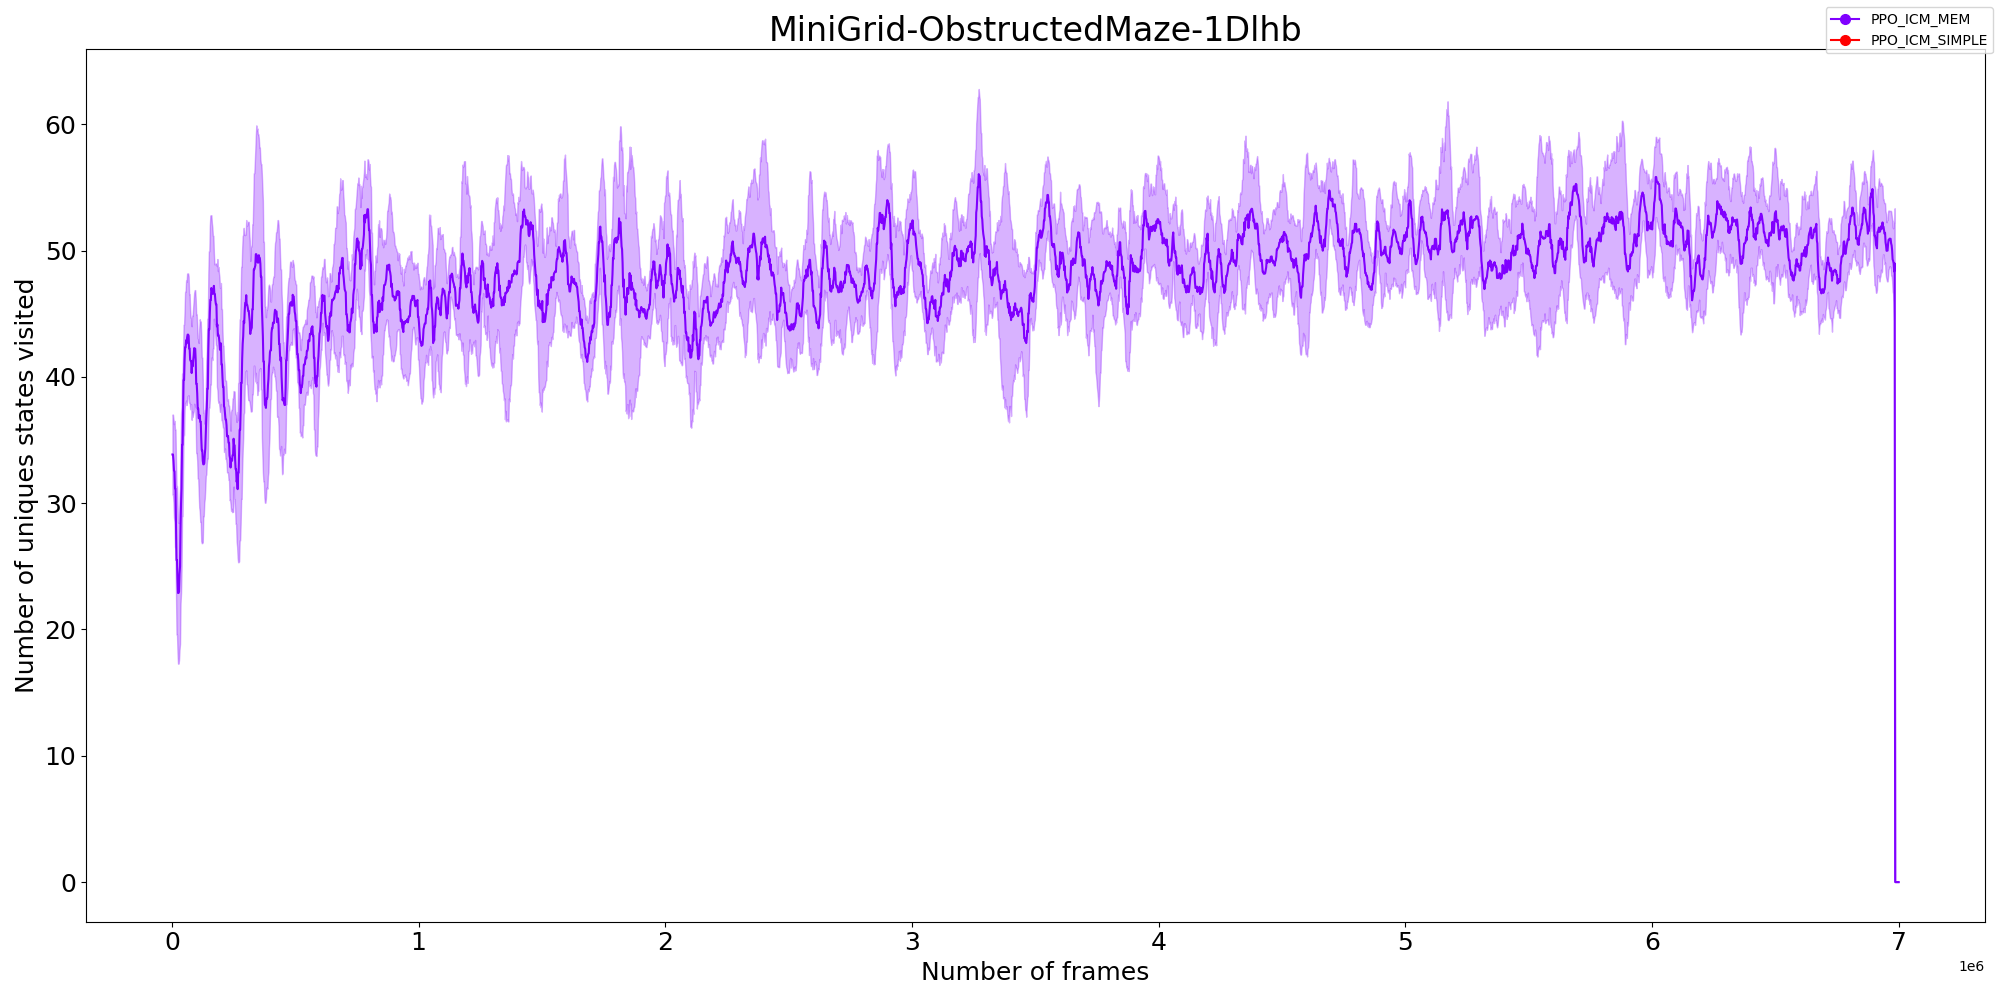 MiniGrid-ObstructedMaze-1Dlhb
PPO_ICM_MEM
PPO_ICM_SIMPLE
Number of uniques states visited
60
50
40
30
20
10
0
0 1 2 3 4 5 6 7
Number of frames
1e6